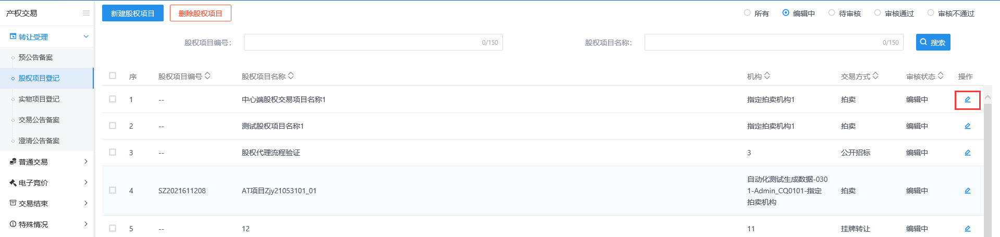 产权交易
新建股权项目 删除股权项目 所有 编辑中 待审核 审核通过 审核不通过
转让受理
预公告备案
股权项目登记
实物项目登记
交易公告备案
澄清公告备案
普通交易
电子竞价
交易结束
特殊情况
股权项目编号： 0/150 股权项目名称： 0/150 搜索
序 股权项目编号 股权项目名称 机构 交易方式 审核状态 操作
1 -- 中心端股权交易项目名称1 指定拍卖机构1 拍卖 编辑中
2 -- 测试股权项目名称1 指定拍卖机构1 拍卖 编辑中
3 -- 股权代理流程验证 3 公开招标 编辑中
自动化测试生成数据-030
4 SZ2021611208 AT项目Zjy21053101_01 1-Admin_CQ0101-指定 拍卖 编辑中
拍卖机构
5 -- 12 11 挂牌转让 编辑中